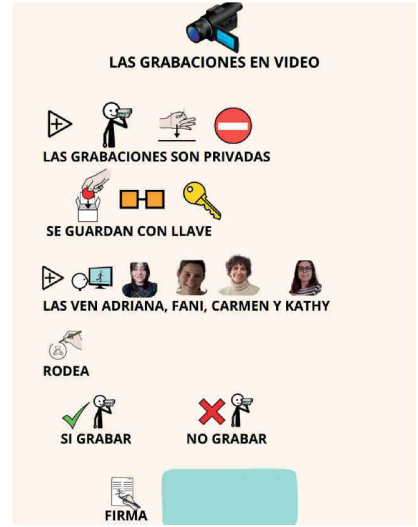 LAS GRABACIONES EN VIDEO
LAS GRABACIONES SON PRIVADAS
SE GUARDAN CON LLAVE
LAS VEN ADRIANA, FANI, CARMEN Y KATHY
RODEA
SI GRABAR
NO GRABAR
FIRMA